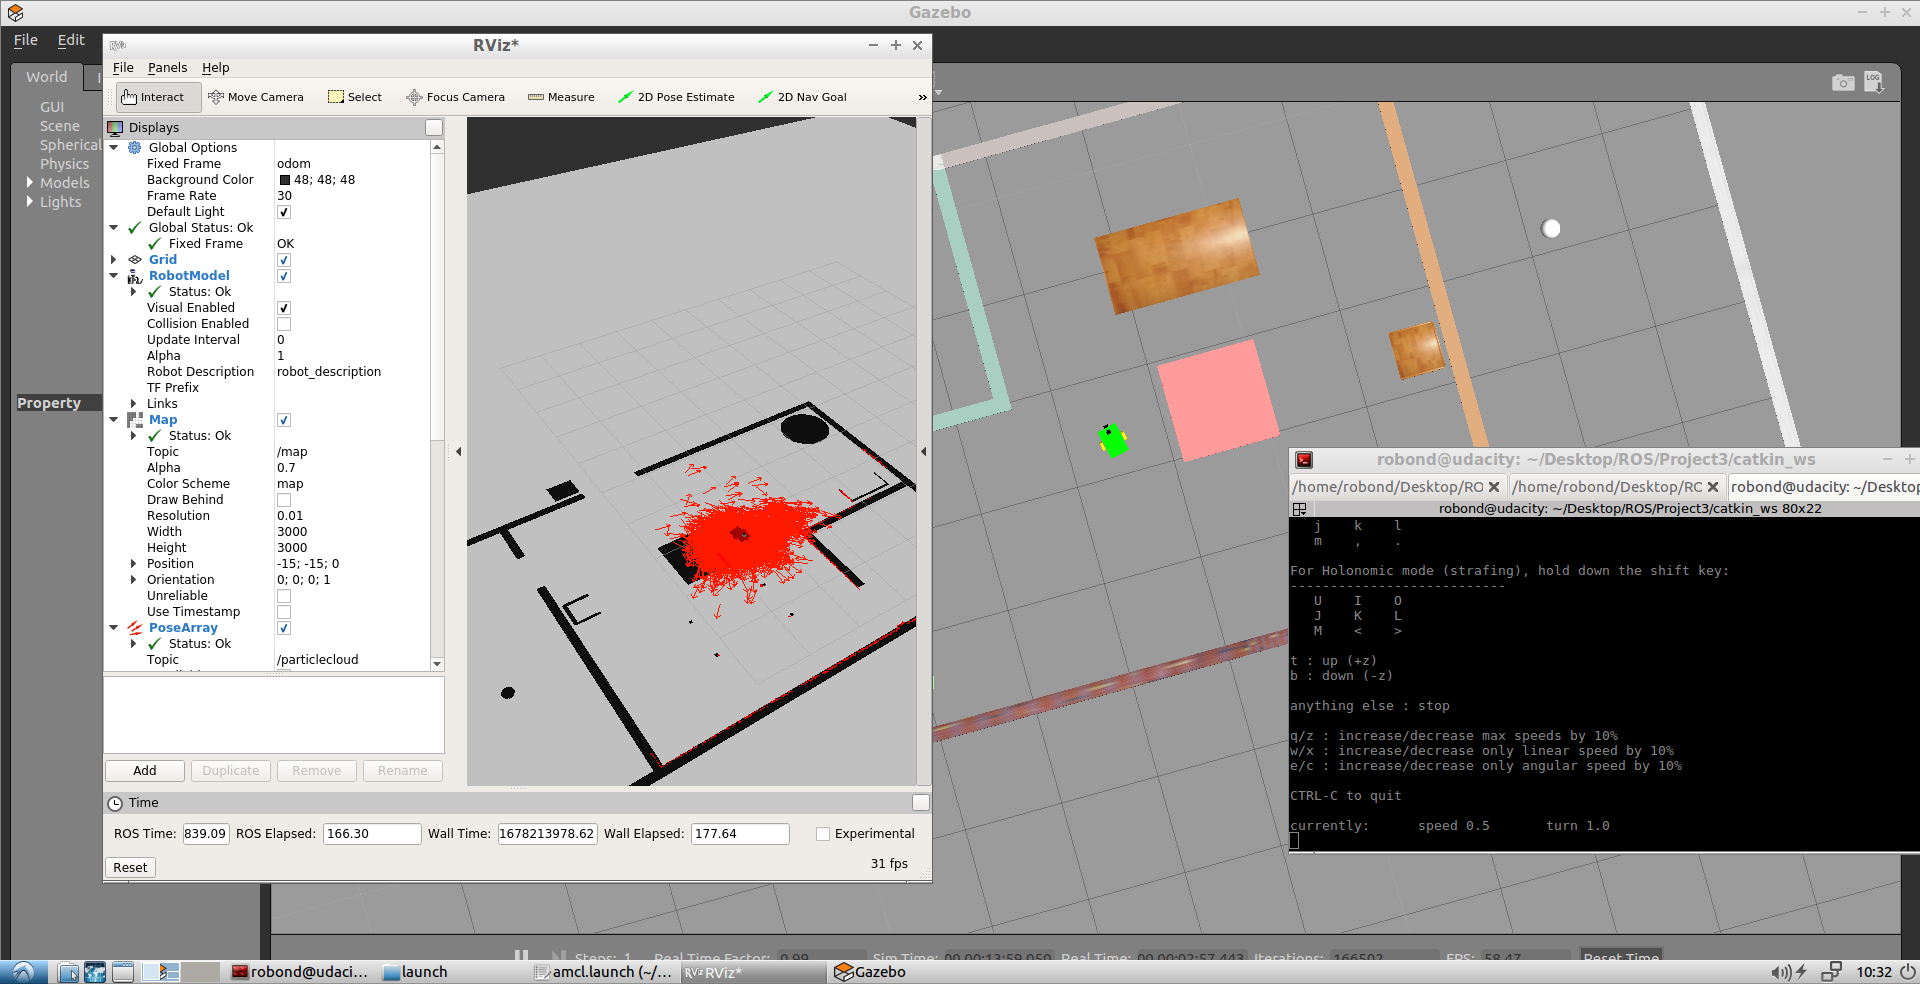 Gazebo
File Edit
World
GUI
Scene
Spherical
Physics
Models
Lights
Property
RViz*
File Panels Help
Interact Move Camera Select Focus Camera Measure 2D Pose Estimate 2D Nav Goal »
Displays
Global Options
Fixed Frame odom
Background Color 48; 48; 48
Frame Rate 30
Default Light
Global Status: Ok
Fixed Frame OK
Grid
RobotModel
Status: Ok
Visual Enabled
Collision Enabled
Update Interval 0
Alpha 1
Robot Description robot_description
TF Prefix
Links
Map
Status: Ok
Topic /map
Alpha 0.7
Color Scheme map
Draw Behind
Resolution 0.01
Width 3000
Height 3000
Position -15; -15; 0
Orientation 0; 0; 0; 1
Unreliable
Use Timestamp
PoseArray
Status: Ok
Topic /particlecloud
Add Duplicate Remove Rename
Time
ROS Time: 839.09 ROS Elapsed: 166.30 Wall Time: 1678213978.62 Wall Elapsed: 177.64 Experimental
Reset 31 fps
LOG
robond@udacity: ~/Desktop/ROS/Project3/catkin_ws
/home/robond/Desktop/RO /home/robond/Desktop/RC robond@udacity: ~/Desktop
robond@udacity: ~/Desktop/ROS/Project3/catkin_ws 80x22
j k l
m , .
For Holonomic mode (strafing), hold down the shift key:
---------------------------
U I O
J K L
M < >
t : up (+z)
b : down (-z)
anything else : stop
q/z : increase/decrease max speeds by 10%
w/x : increase/decrease only linear speed by 10%
e/c : increase/decrease only angular speed by 10%
CTRL-C to quit
currently: speed 0.5 turn 1.0
Steps: 1 Real Time Factor: 0.99 Sim Time: 00 00:13:59.050 Real Time: 00 00:02:57.443 Iterations: 166502 FPS: 58.47 Reset Time
robond@udaci... launch amcl.launch (~/... RViz* Gazebo 10:32